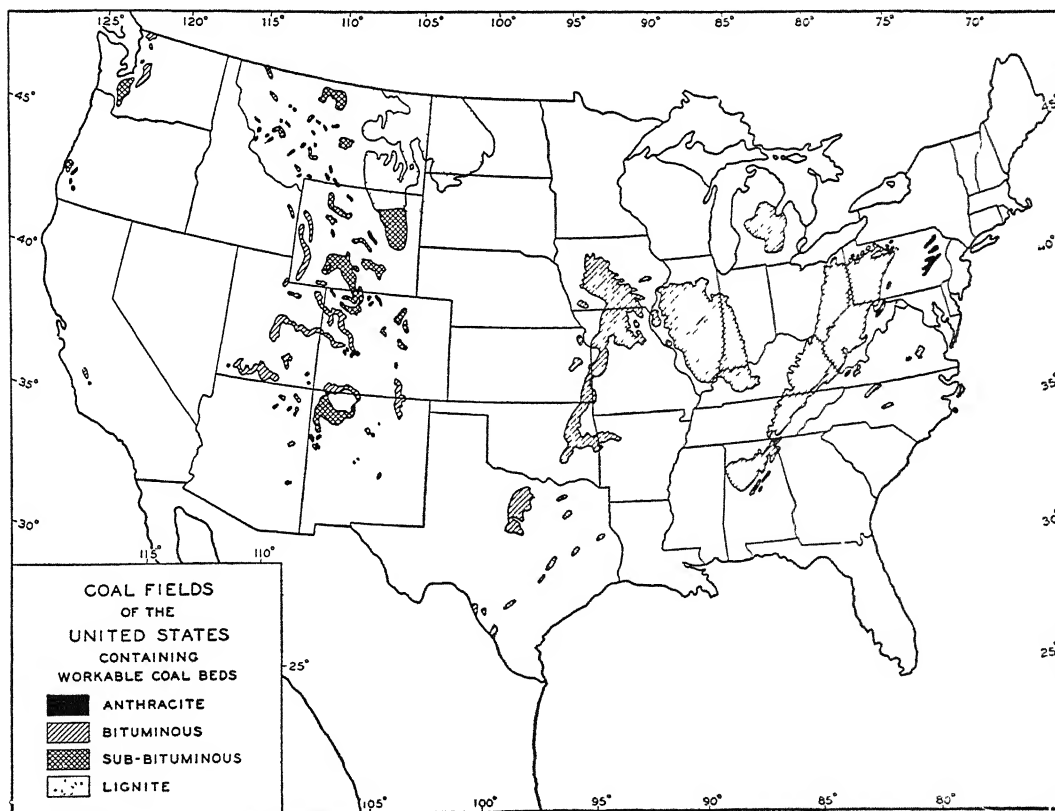 125° 120° 115° 110° 105° 100° 95° 90° 85° 80° 75° 70°
45° 45°
40° 40°
35° 35°
30° 30°
115° 110°
25° 25°
COAL FIELDS
OF THE
UNITED STATES
CONTAINING
WORKABLE COAL BEDS
ANTHRACITE
BITUMINOUS
SUB-BITUMINOUS
LIGNITE
105° 100° 95° 90° 85° 80°